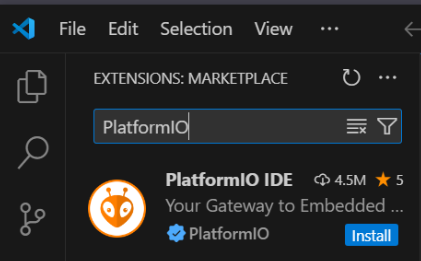 File Edit Selection View ...
EXTENSIONS: MARKETPLACE ...
PlatformIO
PlatformIO IDE 4.5M 5
Your Gateway to Embedded ...
PlatformIO Install